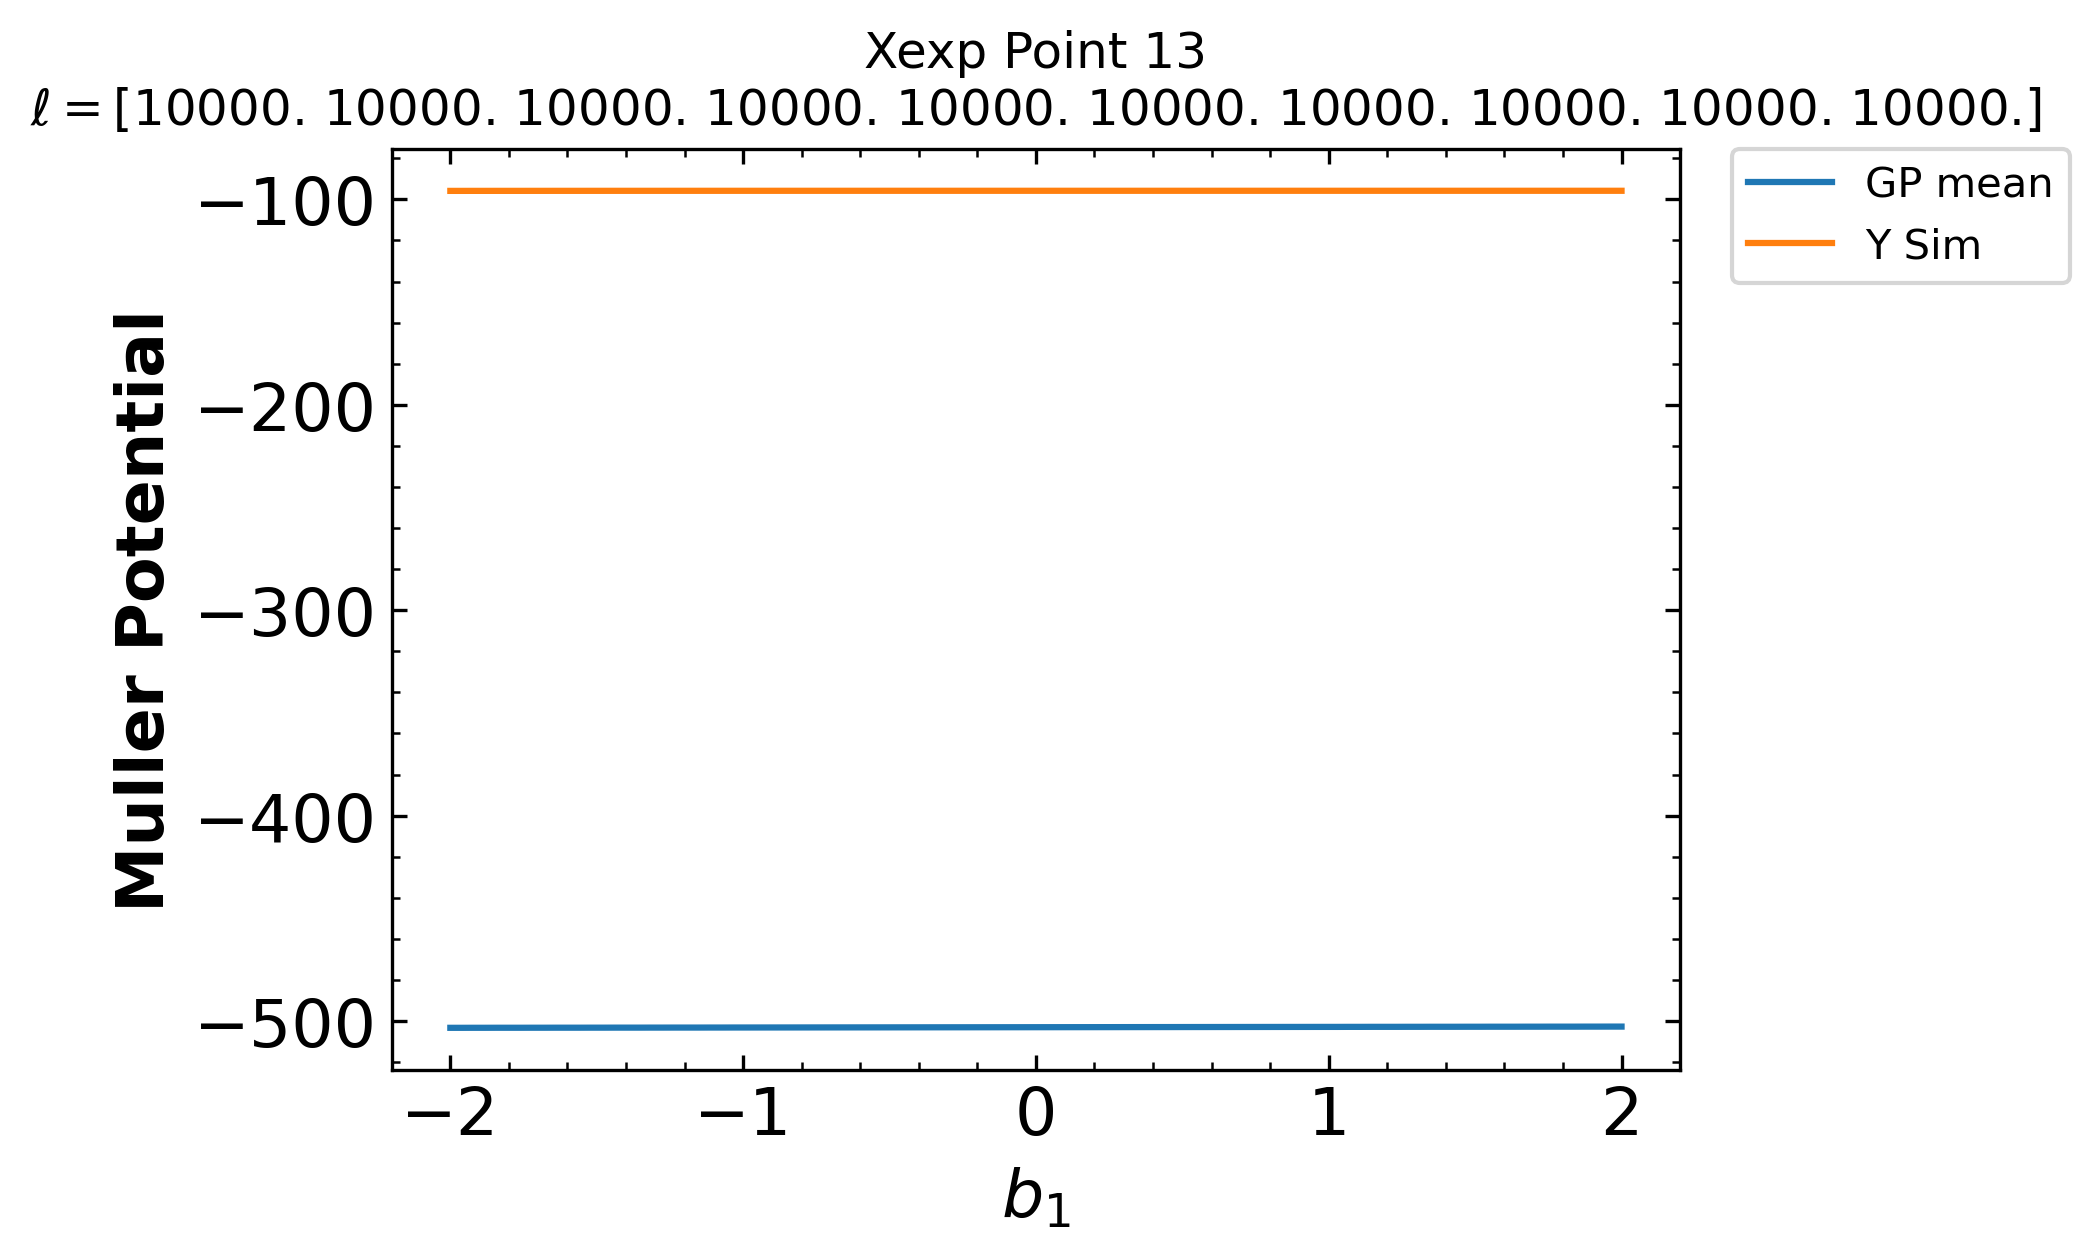 Xexp Point 13
ℓ = [10000. 10000. 10000. 10000. 10000. 10000. 10000. 10000. 10000. 10000.]
GP mean
Y Sim
Muller Potential
−100
−200
−300
−400
−500
−2 −1 0 1 2
b₁